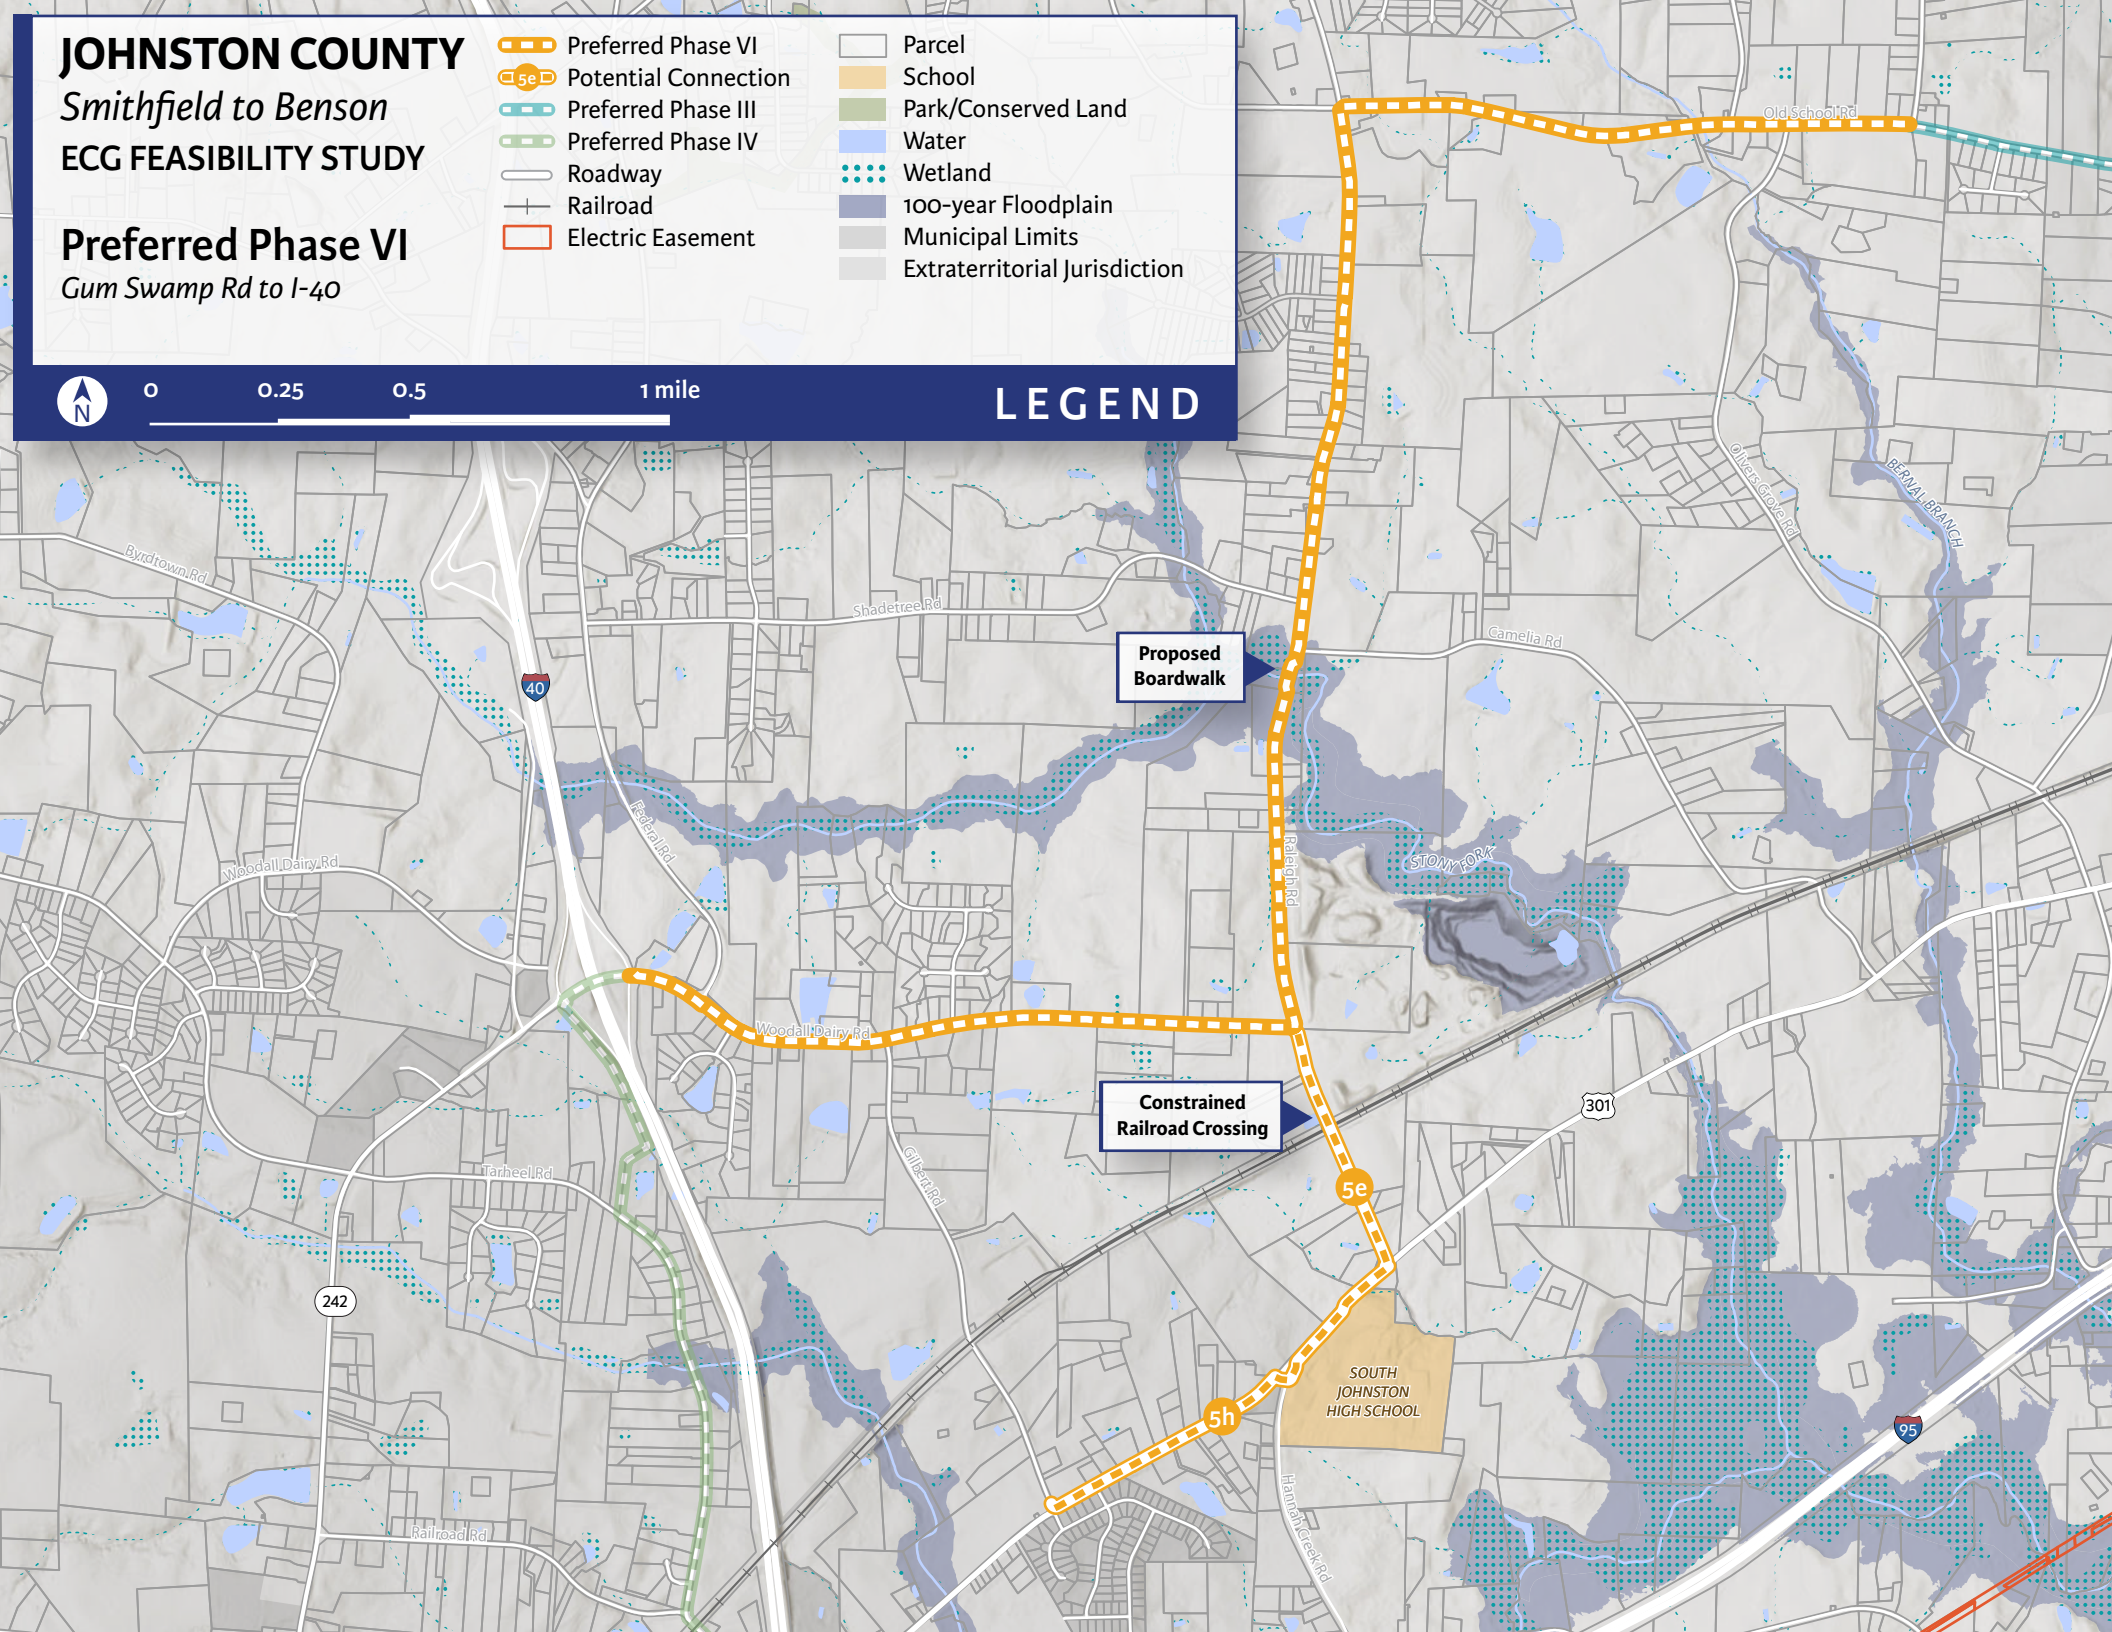 JOHNSTON COUNTY
Smithfield to Benson
ECG FEASIBILITY STUDY
Preferred Phase VI
Gum Swamp Rd to I-40
Preferred Phase VI
5e Potential Connection
Preferred Phase III
Preferred Phase IV
Roadway
Railroad
Electric Easement
Parcel
School
Park/Conserved Land
Water
Wetland
100-year Floodplain
Municipal Limits
Extraterritorial Jurisdiction
N
0 0.25 0.5 1 mile
LEGEND
Old School Rd
Olivers Grove Rd
BERNAL BRANCH
Byrdtown Rd
Shadetree Rd
Camelia Rd
Proposed
Boardwalk
40
Federal Rd
Woodall Dairy Rd
Raleigh Rd
STONY FORK
Woodall Dairy Rd
Constrained
Railroad Crossing
301
Gilbert Rd
Tarheel Rd
5e
242
SOUTH
JOHNSTON
HIGH SCHOOL
5h
95
Hannah Creek Rd
Railroad Rd